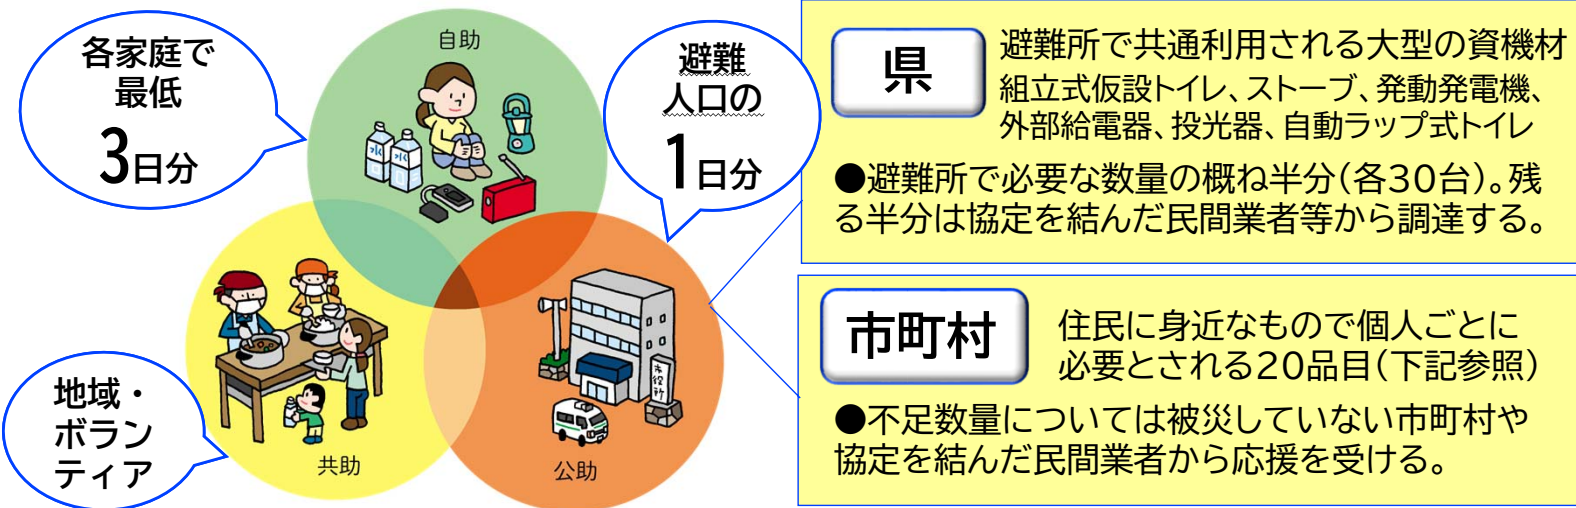 各家庭で
最低
3日分
自助
水
水
避難
人口の
1日分
地域・
ボラン
ティア
共助
市役所
公助
県
避難所で共通利用される大型の資機材
組立式仮設トイレ、ストーブ、発動発電機、
外部給電器、投光器、自動ラップ式トイレ
●避難所で必要な数量の概ね半分(各30台)。残
る半分は協定を結んだ民間業者等から調達する。
市町村
住民に身近なもので個人ごとに
必要とされる20品目(下記参照)
●不足数量については被災していない市町村や
協定を結んだ民間業者から応援を受ける。